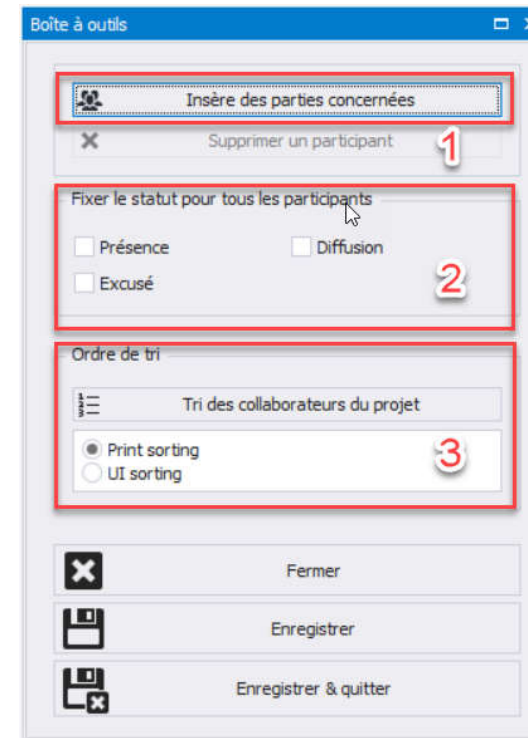 Boîte à outils
Insère des parties concernées
Supprimer un participant
1
Fixer le statut pour tous les participants
Présence
Diffusion
Excusé
2
Ordre de tri
Tri des collaborateurs du projet
Print sorting
UI sorting
3
Fermer
Enregistrer
Enregistrer & quitter